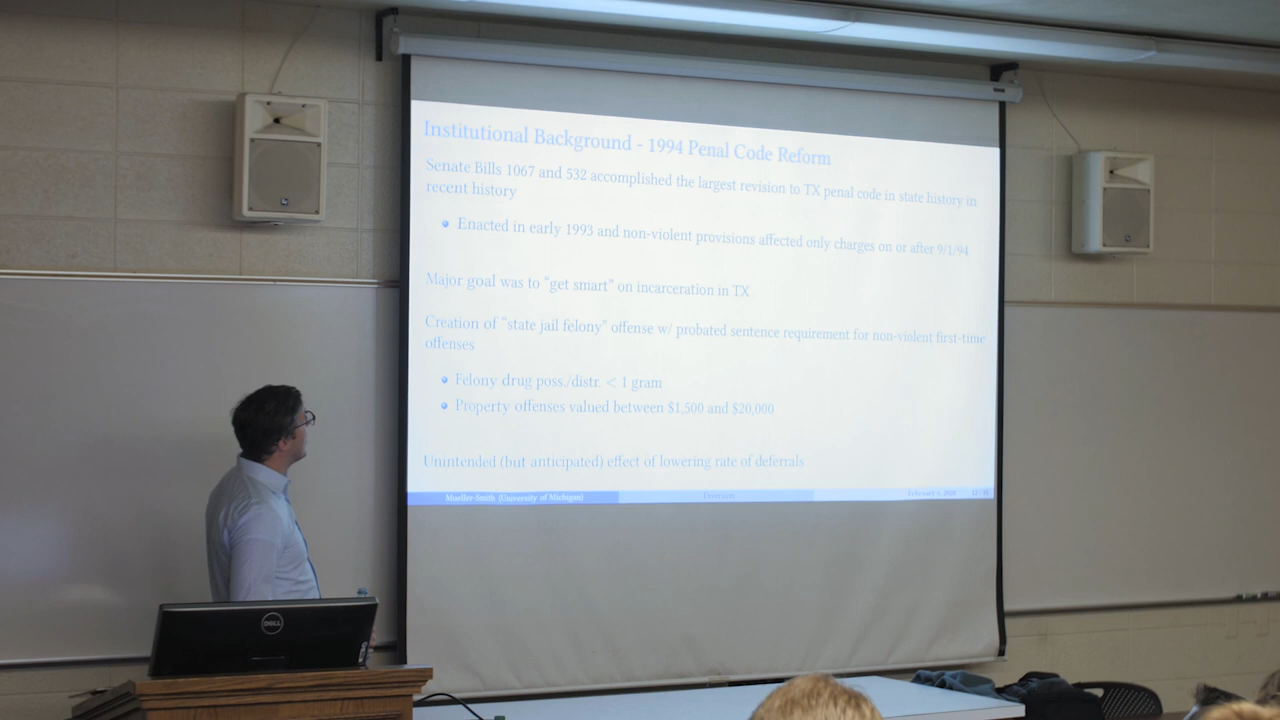 Institutional Background - 1994 Penal Code Reform
Senate Bills 1067 and 532 accomplished the largest revision to TX penal code in state history in
recent history
Enacted in early 1993 and non-violent provisions affected only charges on or after 9/1/94
Major goal was to "get smart" on incarceration in TX
Creation of "state jail felony" offense w/ probated sentence requirement for non-violent first-time
offenses
Felony drug poss./distr. < 1 gram
Property offenses valued between $1,500 and $20,000
Unintended (but anticipated) effect of lowering rate of deferrals
Mueller-Smith (University of Michigan)
Diversion
February
DELL